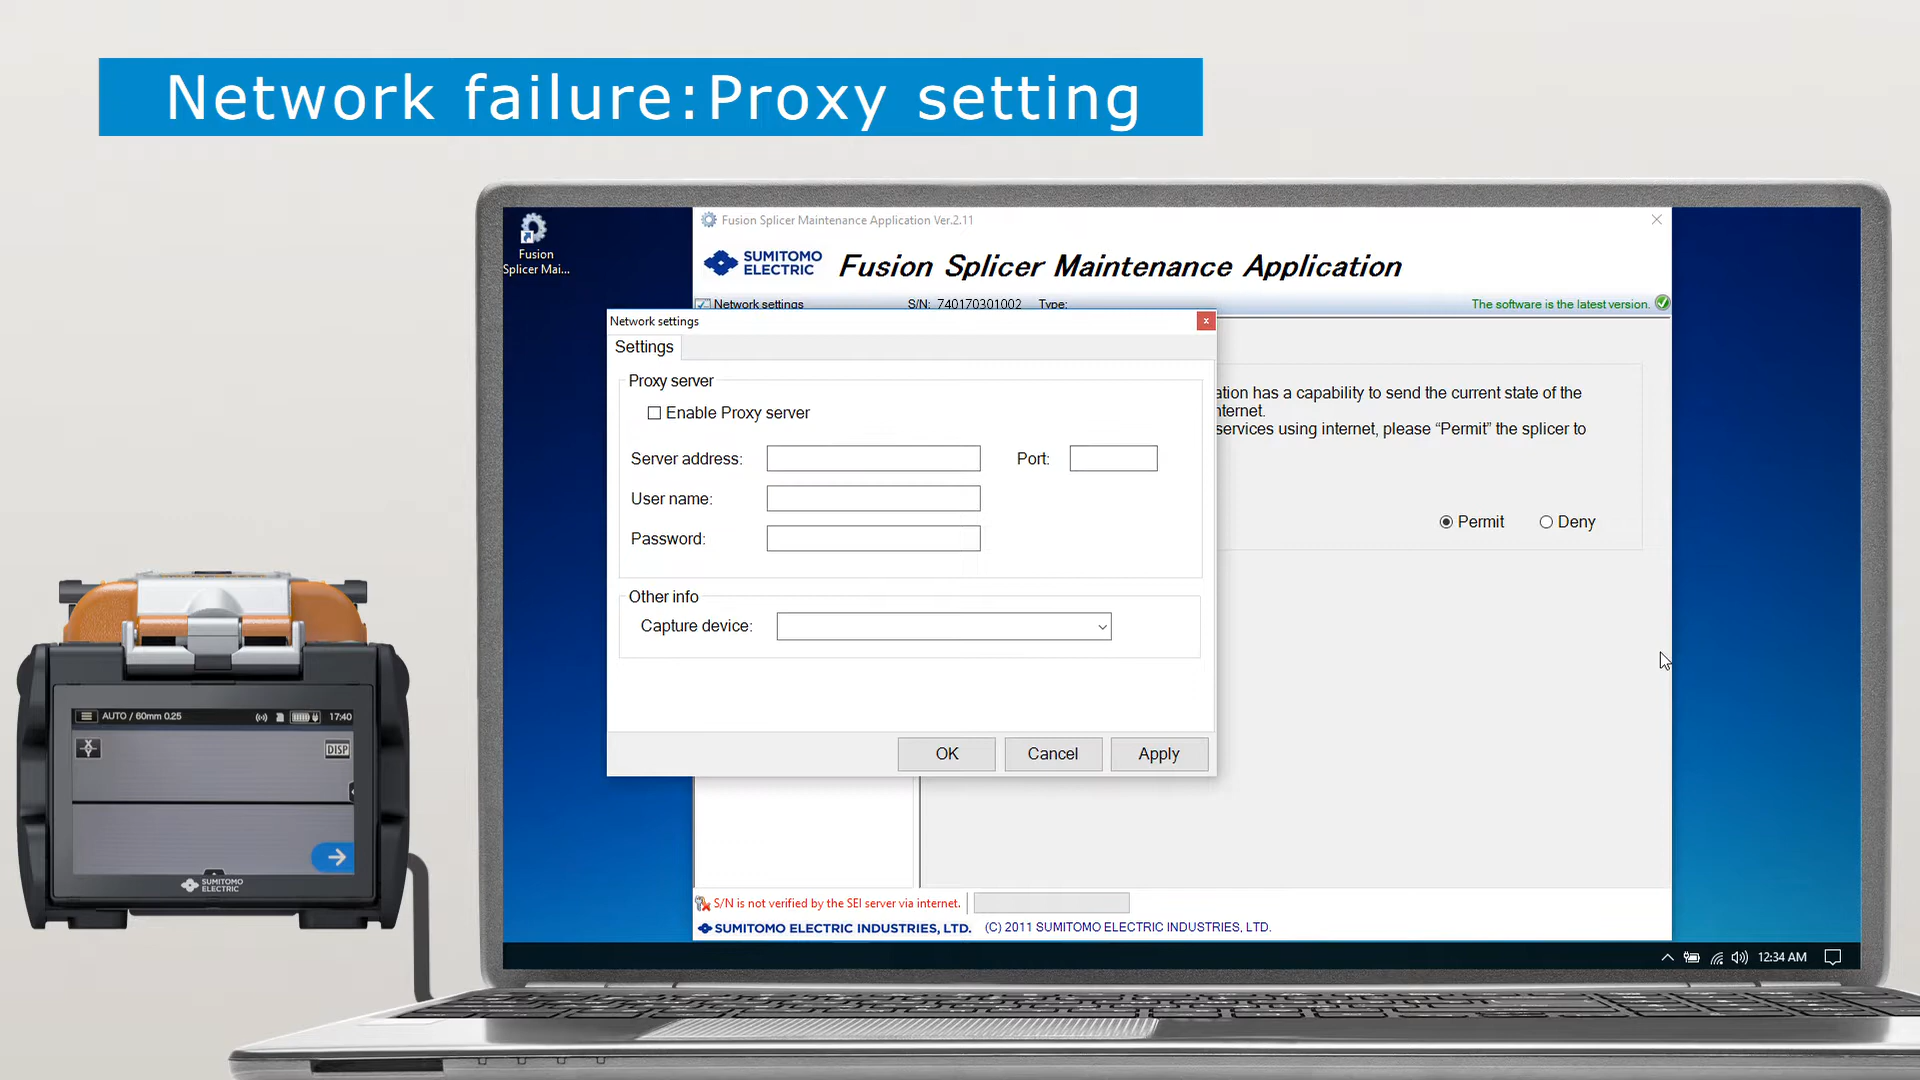 Network failure:Proxy setting
Fusion
Splicer Mai...
Fusion Splicer Maintenance Application Ver.2.11
SUMITOMO
ELECTRIC
Fusion Splicer Maintenance Application
Network settings
S/N: 740170301002 Type:
The software is the latest version.
Network settings
Settings
Proxy server
Enable Proxy server
Server address:
Port:
User name:
Password:
Other info
Capture device:
OK
Cancel
Apply
ation has a capability to send the current state of the
nternet.
services using internet, please “Permit” the splicer to
Permit
Deny
S/N is not verified by the SEI server via internet.
SUMITOMO ELECTRIC INDUSTRIES, LTD.
(C) 2011 SUMITOMO ELECTRIC INDUSTRIES, LTD.
12:34 AM
AUTO / 60mm 0.25
17:40
DISP
SUMITOMO
ELECTRIC